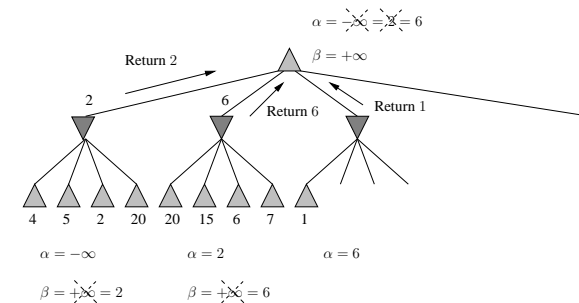 α = −∞ = 2 = 6
β = +∞
Return 2
2
6
Return 6
Return 1
4 5 2 20 20 15 6 7 1
α = −∞ α = 2 α = 6
β = +∞ = 2 β = +∞ = 6